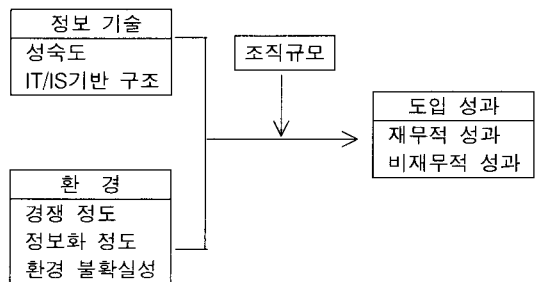 정보 기술
성숙도
IT/IS기반 구조
조직규모
도입 성과
재무적 성과
비재무적 성과
환 경
경쟁 정도
정보화 정도
환경 불확실성